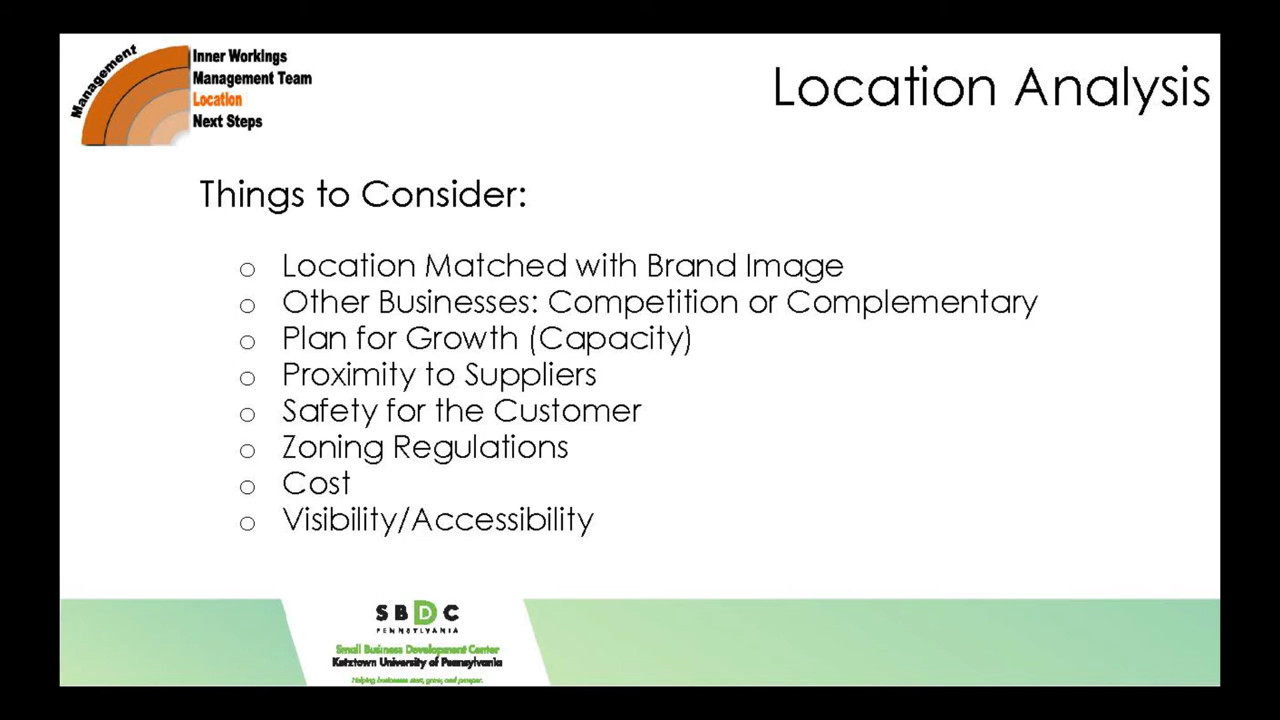 Management
Inner Workings
Management Team
Location
Next Steps
Location Analysis
Things to Consider:
o Location Matched with Brand Image
o Other Businesses: Competition or Complementary
o Plan for Growth (Capacity)
o Proximity to Suppliers
o Safety for the Customer
o Zoning Regulations
o Cost
o Visibility/Accessibility
SBDC
PENNSYLVANIA
Small Business Development Center
Kutztown University of Pennsylvania
Helping businesses start, grow, and prosper.